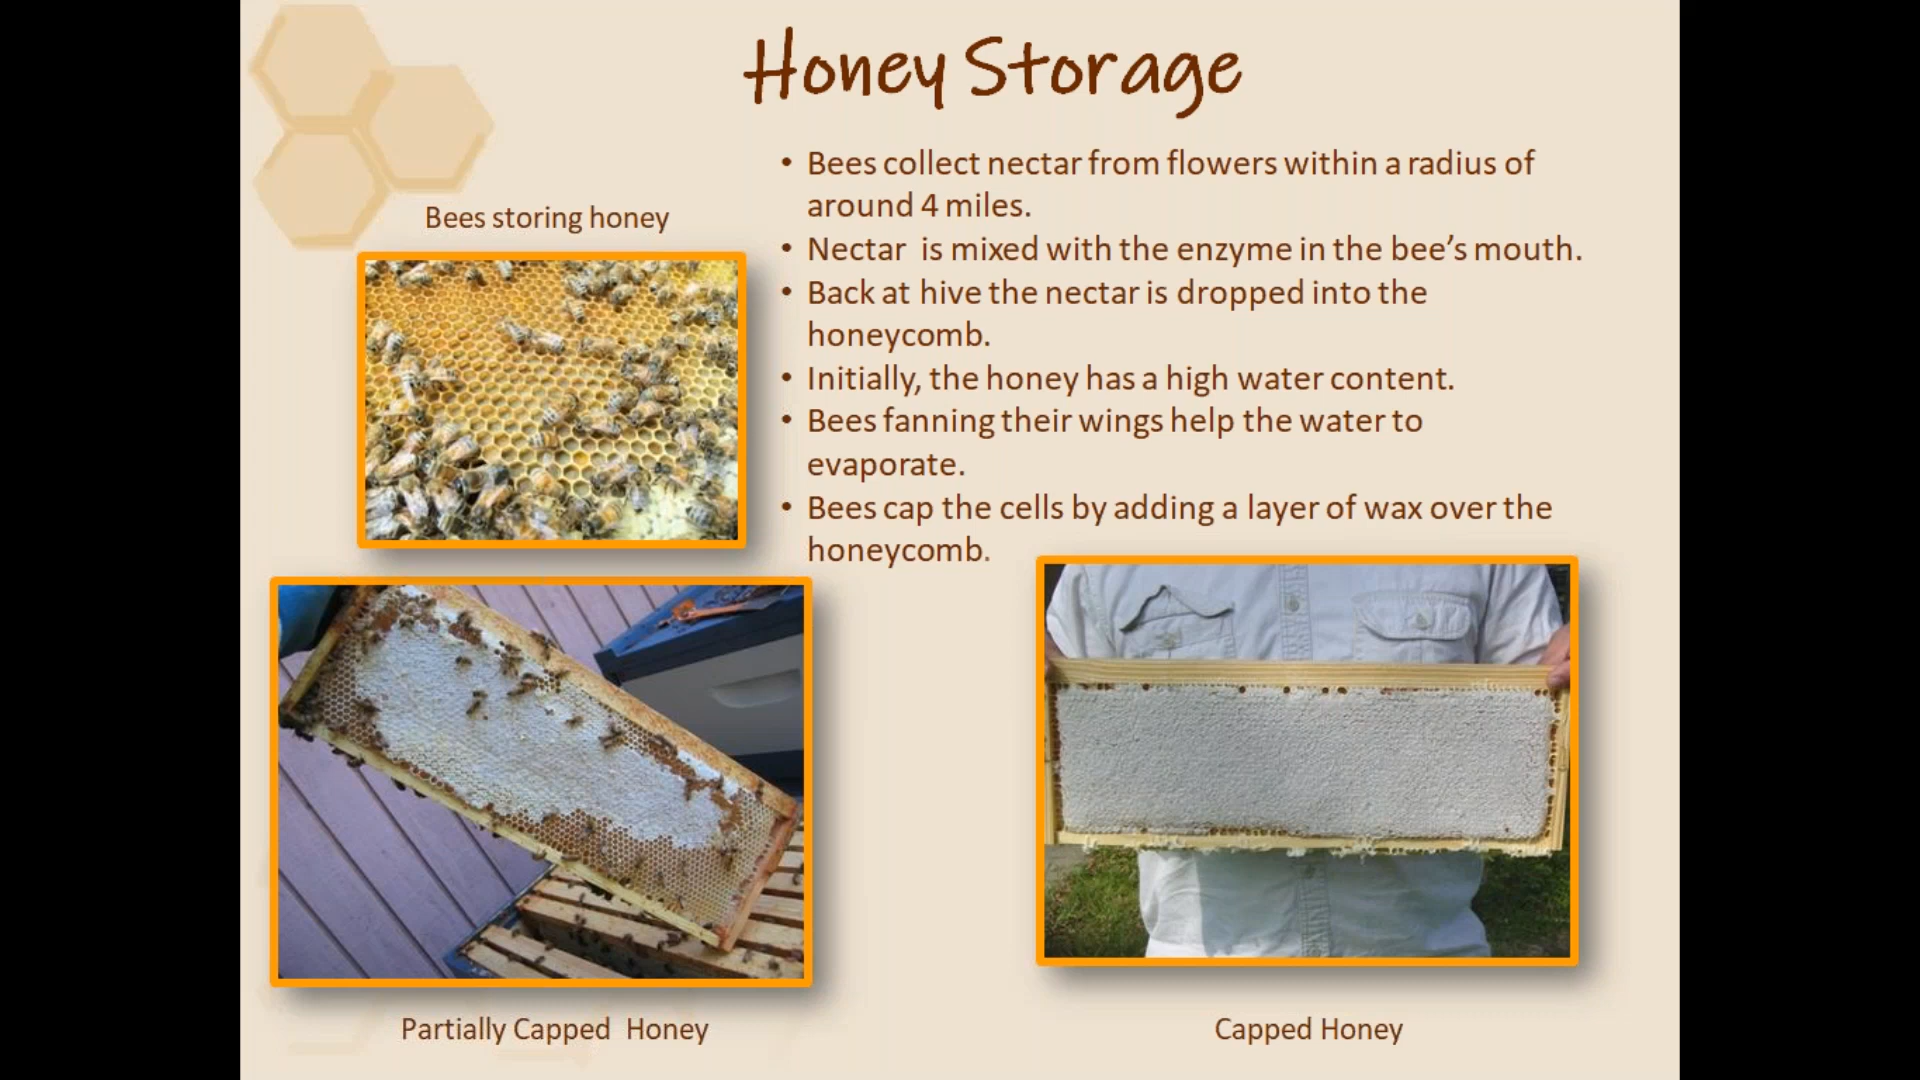 Honey Storage
• Bees collect nectar from flowers within a radius of
around 4 miles.
• Nectar  is mixed with the enzyme in the bee’s mouth.
• Back at hive the nectar is dropped into the
honeycomb.
• Initially, the honey has a high water content.
• Bees fanning their wings help the water to
evaporate.
• Bees cap the cells by adding a layer of wax over the
honeycomb.
Bees storing honey
Partially Capped  Honey
Capped Honey